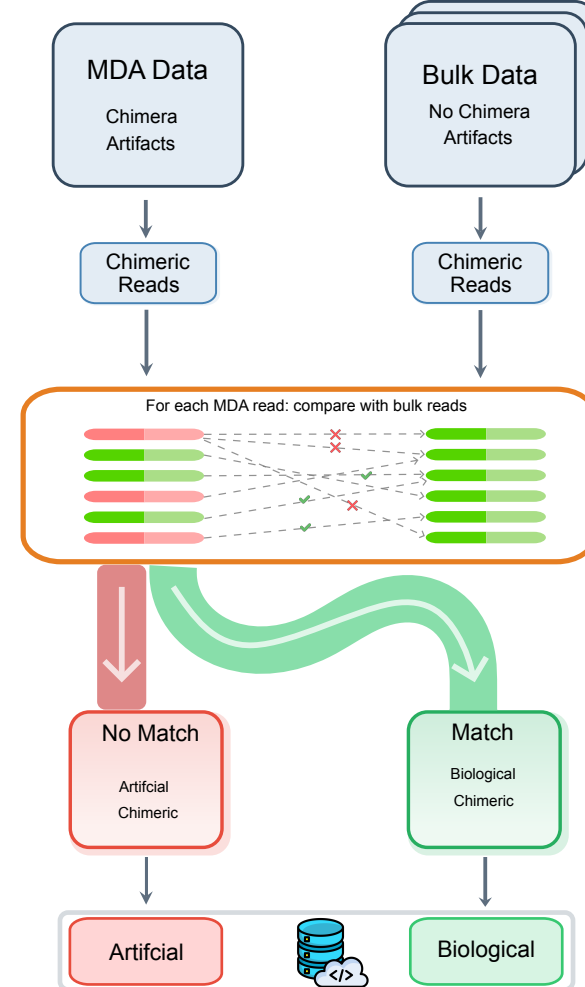 MDA Data
Chimera
Artifacts
Bulk Data
No Chimera
Artifacts
Chimeric
Reads
Chimeric
Reads
For each MDA read: compare with bulk reads
No Match
Artifcial
Chimeric
Match
Biological
Chimeric
Artifcial
</>
Biological